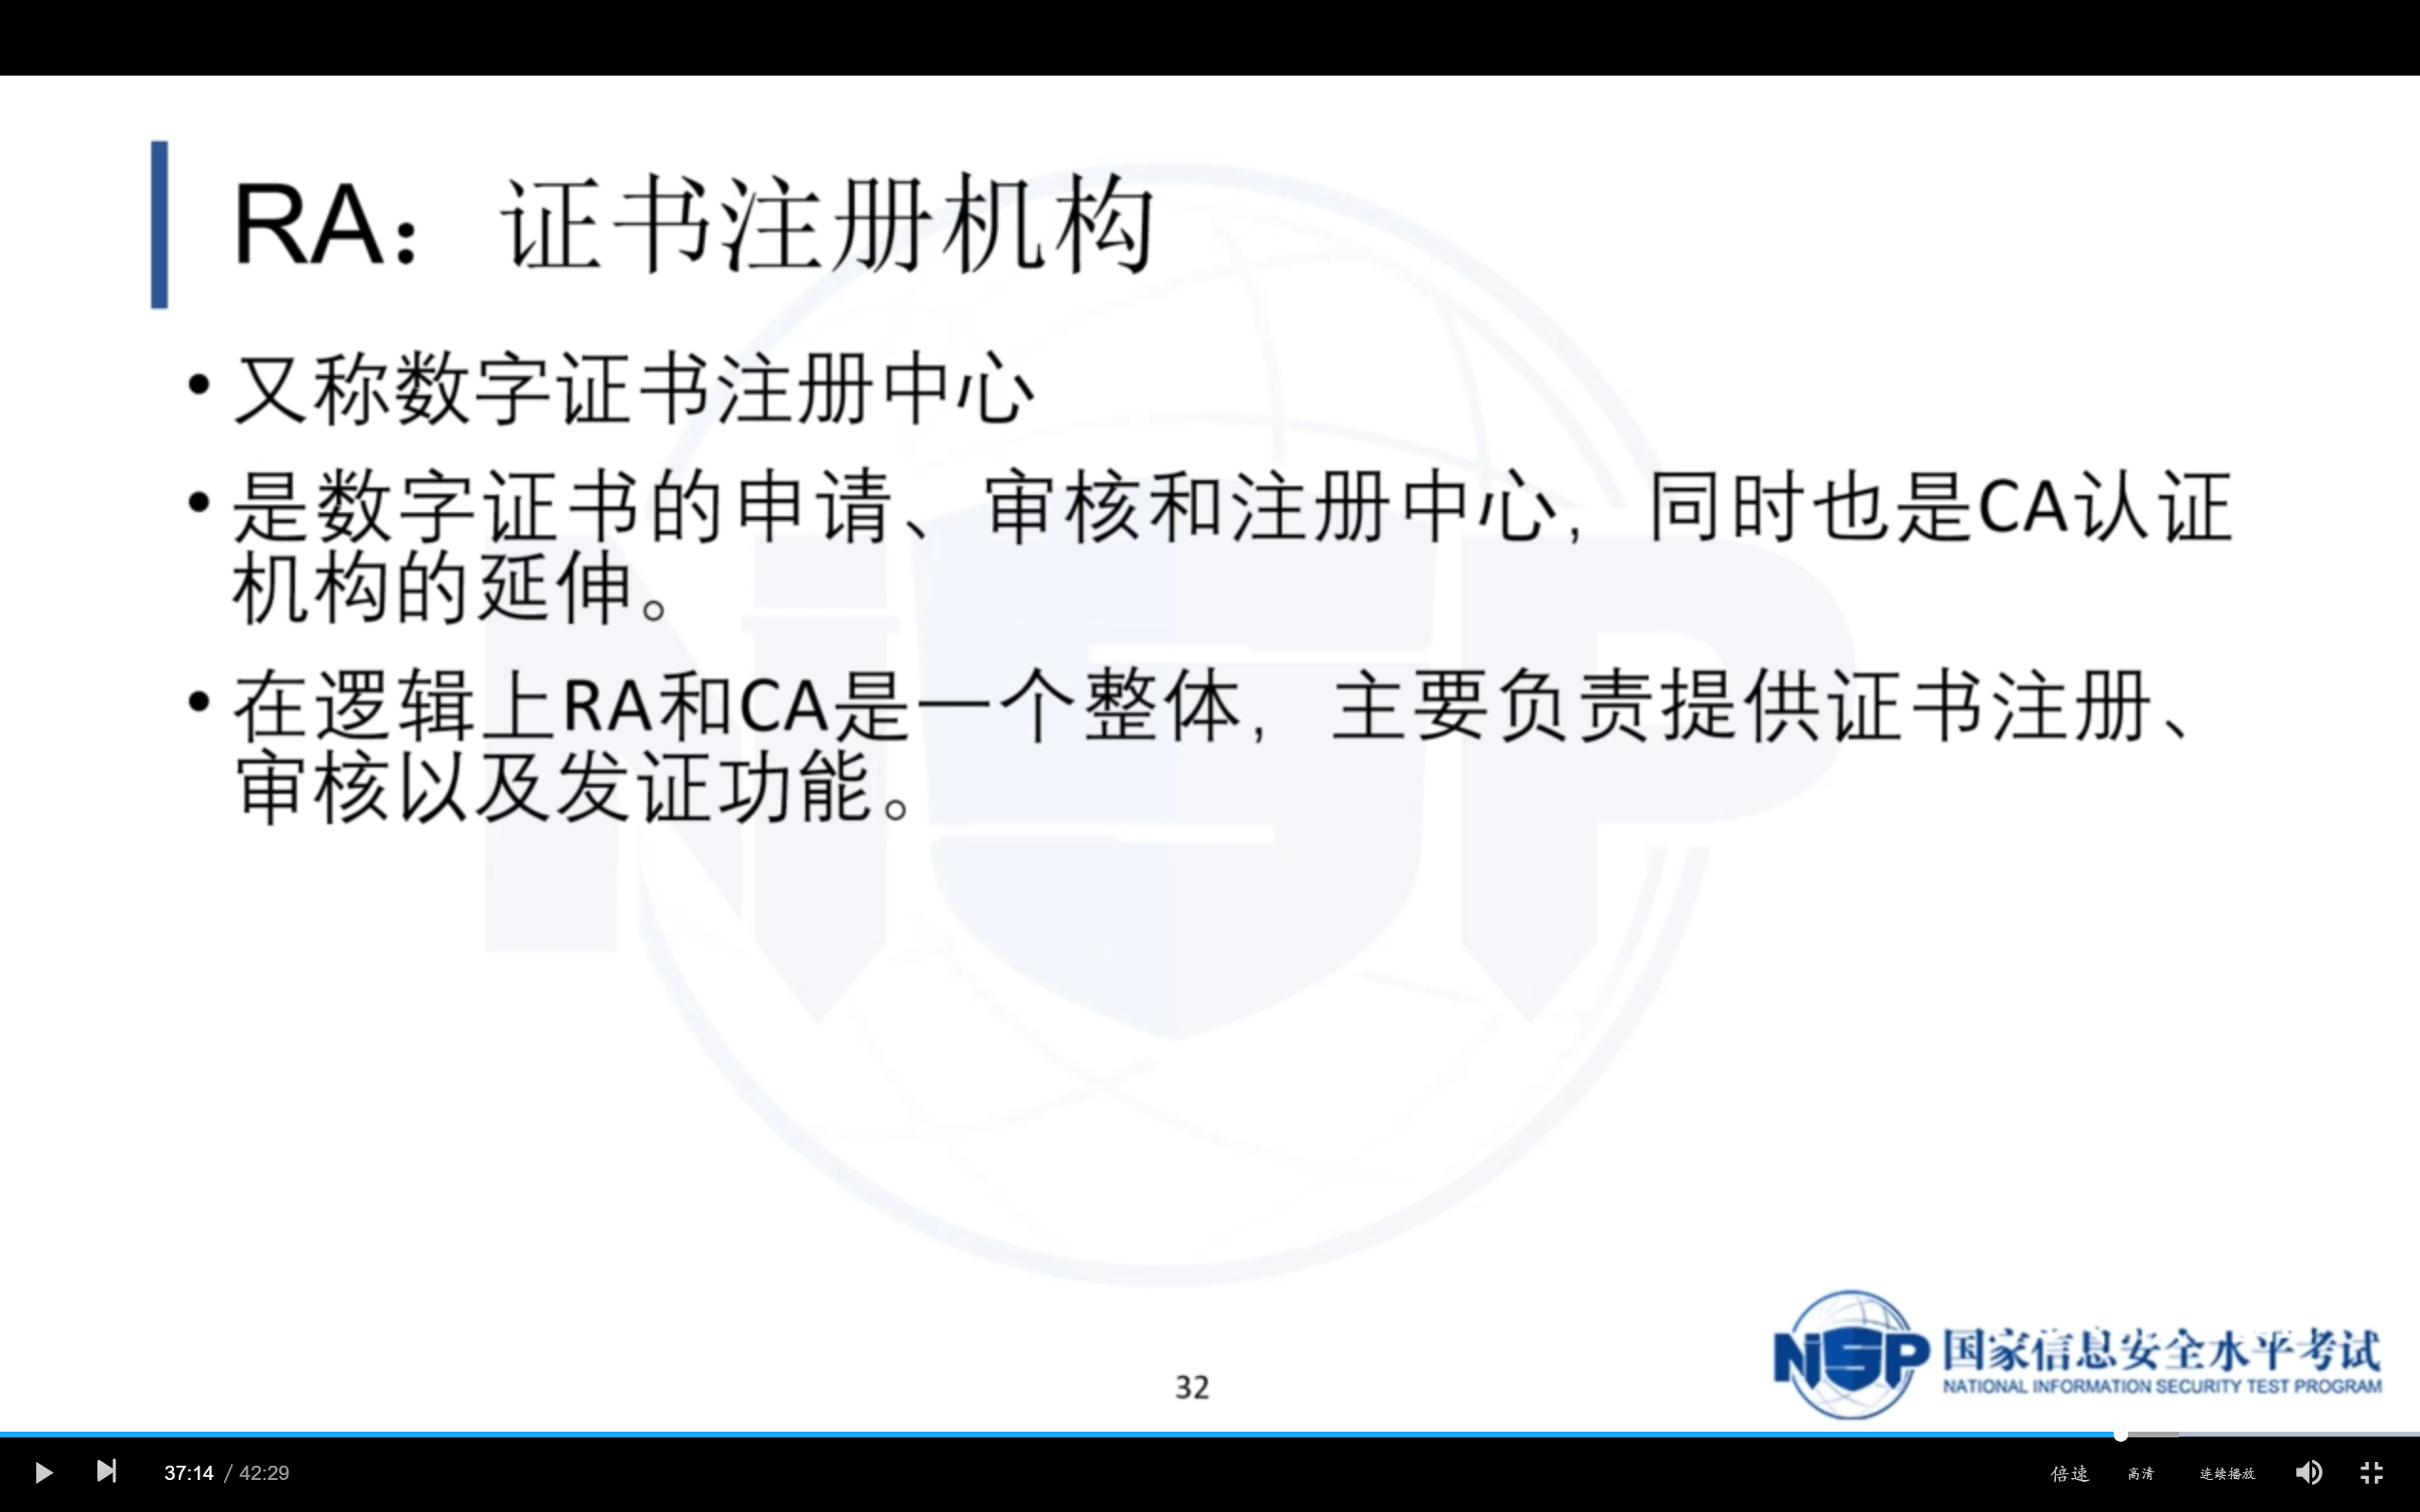 RA：证书注册机构
• 又称数字证书注册中心
• 是数字证书的申请、审核和注册中心，同时也是CA认证
机构的延伸。
• 在逻辑上RA和CA是一个整体，主要负责提供证书注册、
审核以及发证功能。
NISP
32
NISP 国家信息安全水平考试
NATIONAL INFORMATION SECURITY TEST PROGRAM
37:14 / 42:29 倍速 高清 连续播放